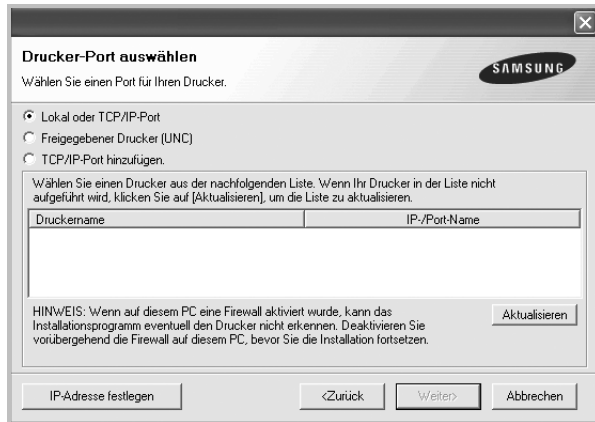 Drucker-Port auswählen
Wählen Sie einen Port für Ihren Drucker.
SAMSUNG
Lokal oder TCP/IP-Port
Freigegebener Drucker (UNC)
TCP/IP-Port hinzufügen.
Wählen Sie einen Drucker aus der nachfolgenden Liste. Wenn Ihr Drucker in der Liste nicht
aufgeführt wird, klicken Sie auf [Aktualisieren], um die Liste zu aktualisieren.
Druckername IP-/Port-Name
HINWEIS: Wenn auf diesem PC eine Firewall aktiviert wurde, kann das
Installationsprogramm eventuell den Drucker nicht erkennen. Deaktivieren Sie
vorübergehend die Firewall auf diesem PC, bevor Sie die Installation fortsetzen.
Aktualisieren
IP-Adresse festlegen <Zurück Weiter> Abbrechen